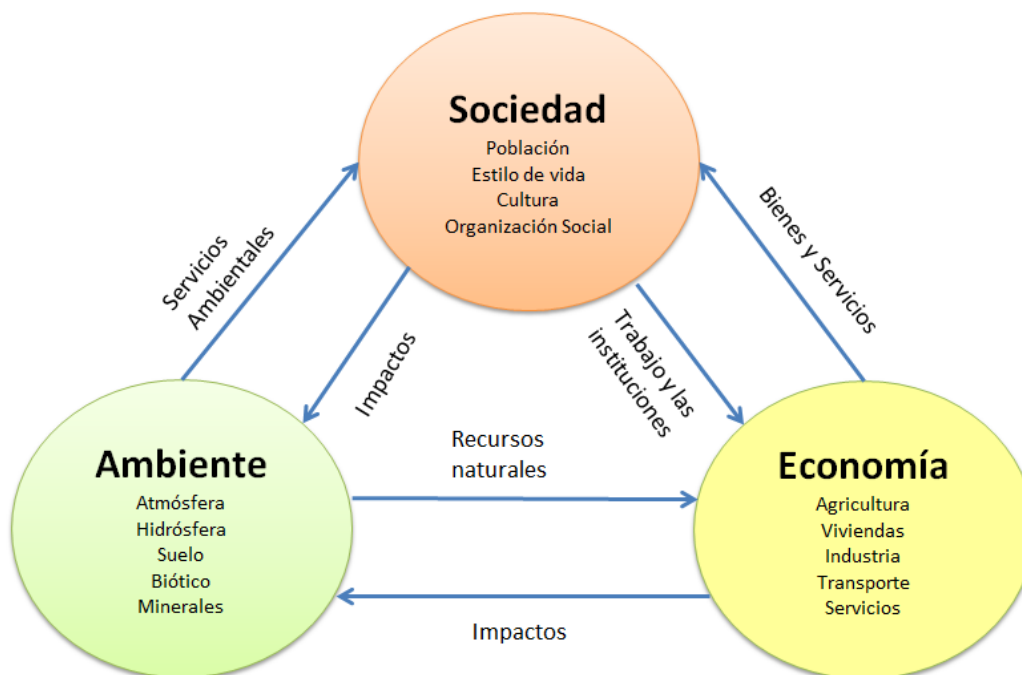 Sociedad
Población
Estilo de vida
Cultura
Organización Social
Servicios
Ambientales
Impactos
Trabajo y las
instituciones
Bienes y Servicios
Ambiente
Atmósfera
Hidrósfera
Suelo
Biótico
Minerales
Recursos
naturales
Impactos
Economía
Agricultura
Viviendas
Industria
Transporte
Servicios